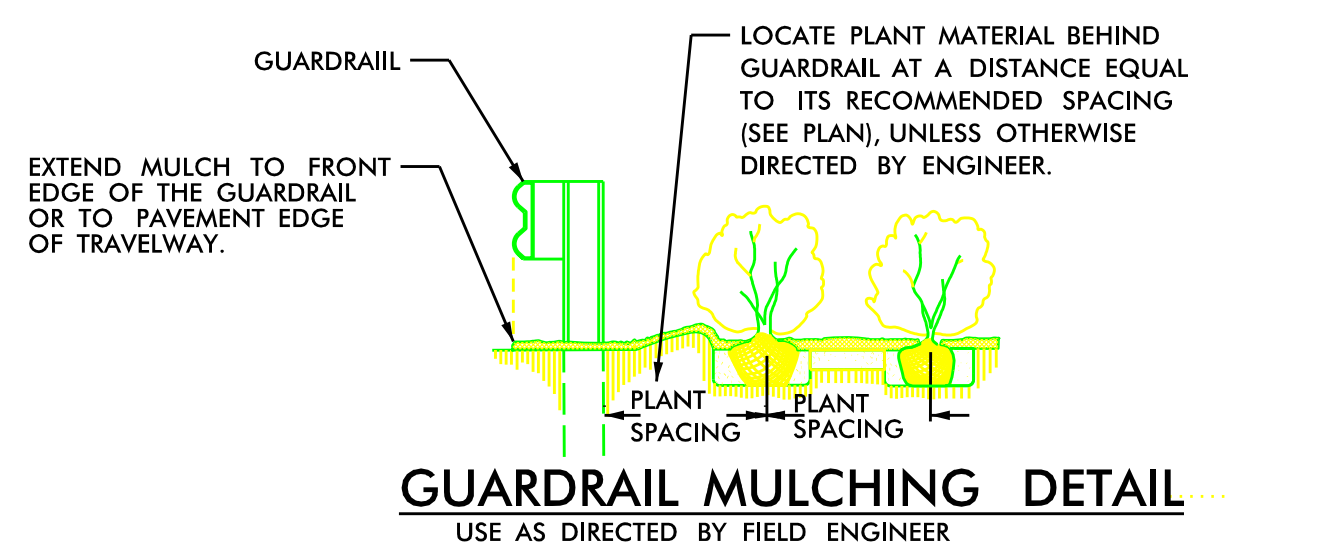 GUARDRAIIL
LOCATE PLANT MATERIAL BEHIND
GUARDRAIL AT A DISTANCE EQUAL
TO ITS RECOMMENDED SPACING
(SEE PLAN), UNLESS OTHERWISE
DIRECTED BY ENGINEER.
EXTEND MULCH TO FRONT
EDGE OF THE GUARDRAIL
OR TO PAVEMENT EDGE
OF TRAVELWAY.
PLANT
SPACING
PLANT
SPACING
GUARDRAIL MULCHING DETAIL
USE AS DIRECTED BY FIELD ENGINEER